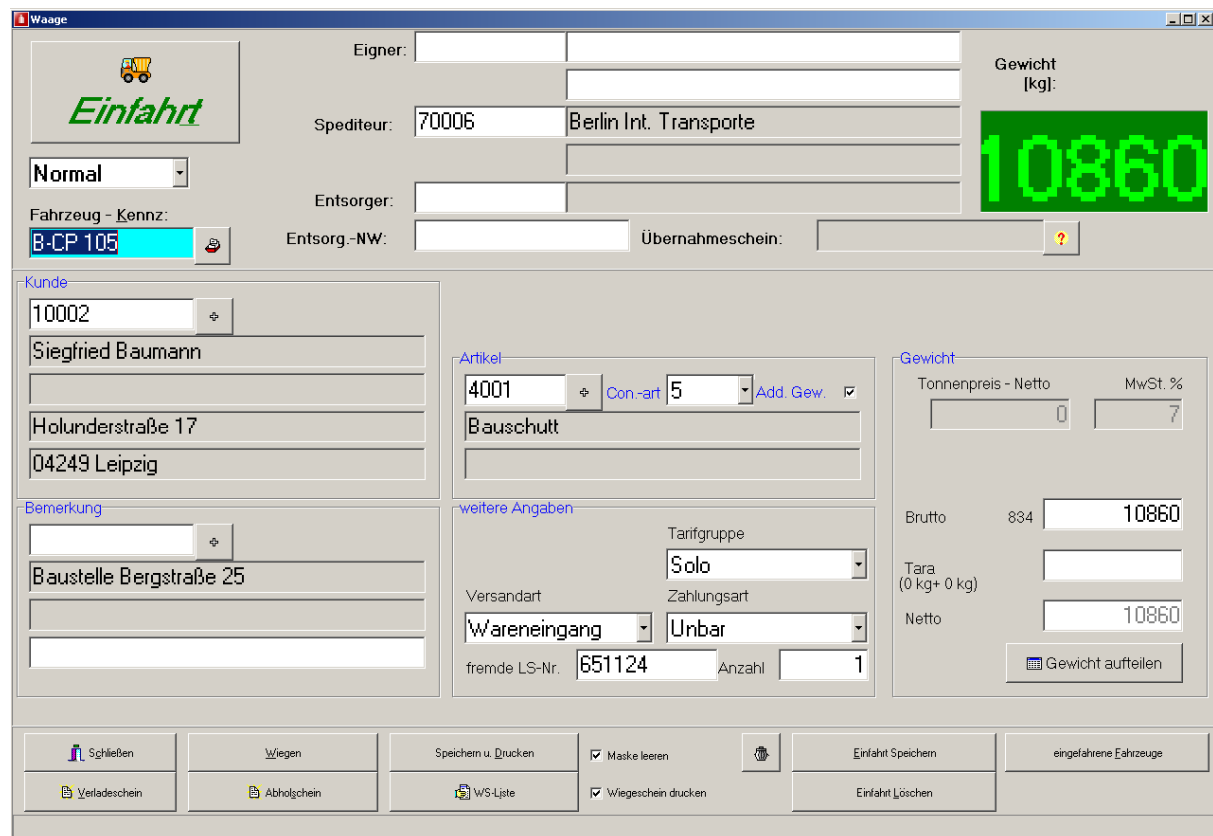 Waage
Einfahrt
Eigner:
Gewicht
[kg]:
Spediteur: 70006 Berlin Int. Transporte
10860
Normal
Entsorger:
Fahrzeug - Kennz:
B-CP 105
Entsorg.-NW:
Übernahmeschein:
?
Kunde
10002
Siegfried Baumann
Holunderstraße 17
04249 Leipzig
Artikel
4001 Con.-art 5 Add. Gew.
Bauschutt
Gewicht
Tonnenpreis - Netto MwSt. %
0 7
Brutto 834 10860
Tara
(0 kg+ 0 kg)
Netto 10860
Gewicht aufteilen
Bemerkung
Baustelle Bergstraße 25
weitere Angaben
Tarifgruppe
Solo
Versandart Zahlungsart
Wareneingang Unbar
fremde LS-Nr. 651124 Anzahl 1
Schließen Wiegen Speichern u. Drucken Maske leeren Einfahrt Speichern eingefahrene Fahrzeuge
Verladeschein Abholschein WS-Liste Wiegeschein drucken Einfahrt Löschen